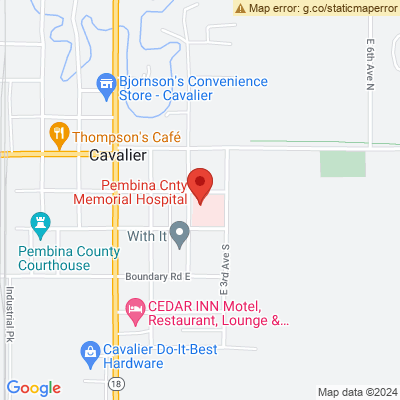 Map error: g.co/staticmaperror
E 6th Ave N
Bjornson's Convenience
Store - Cavalier
Thompson's Café
Cavalier
Pembina Cnty
Memorial Hospital
With It
Pembina County
Courthouse
E 3rd Ave S
Boundary Rd E
Industrial Pk
CEDAR INN Motel,
Restaurant, Lounge &...
Cavalier Do-It-Best
Hardware
18
Google
Map data ©2024